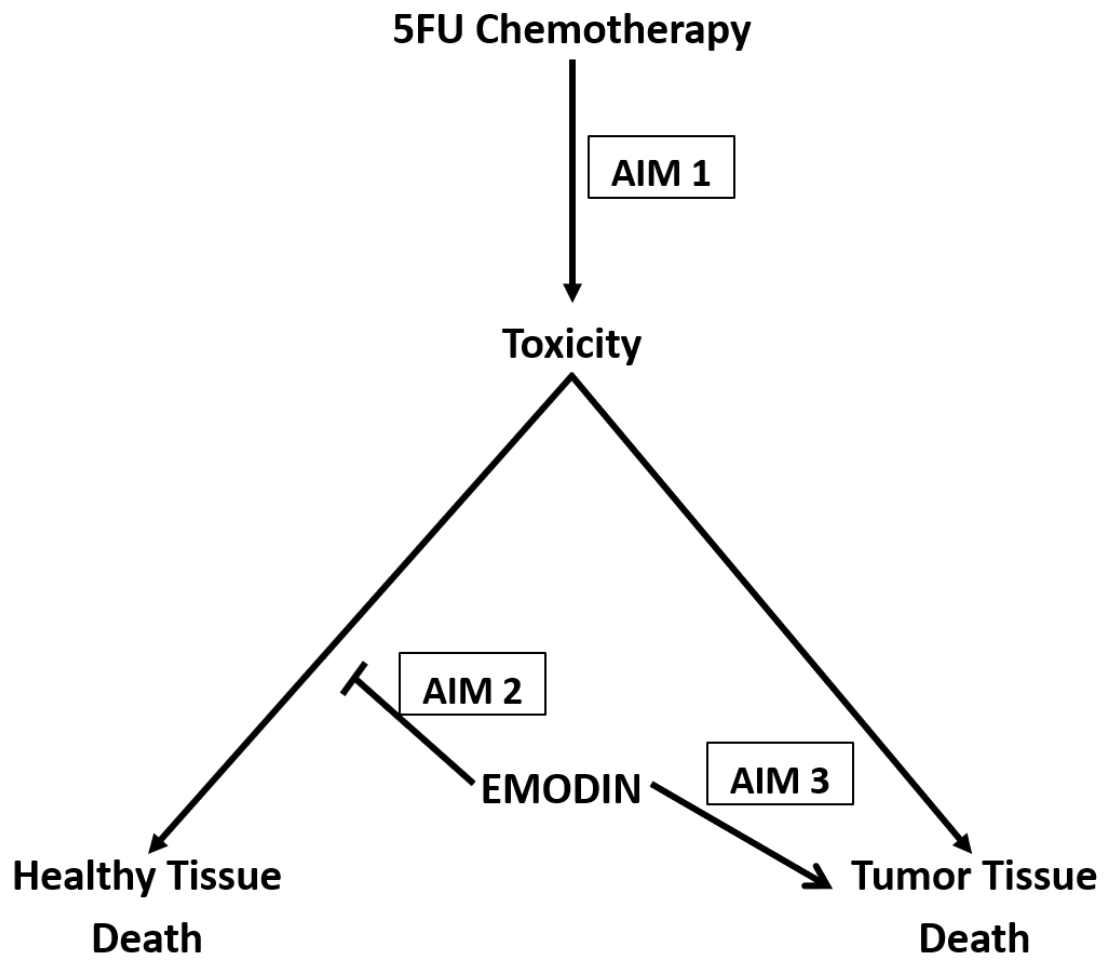 5FU Chemotherapy
AIM 1
Toxicity
AIM 2
EMODIN
AIM 3
Healthy Tissue
Death
Tumor Tissue
Death